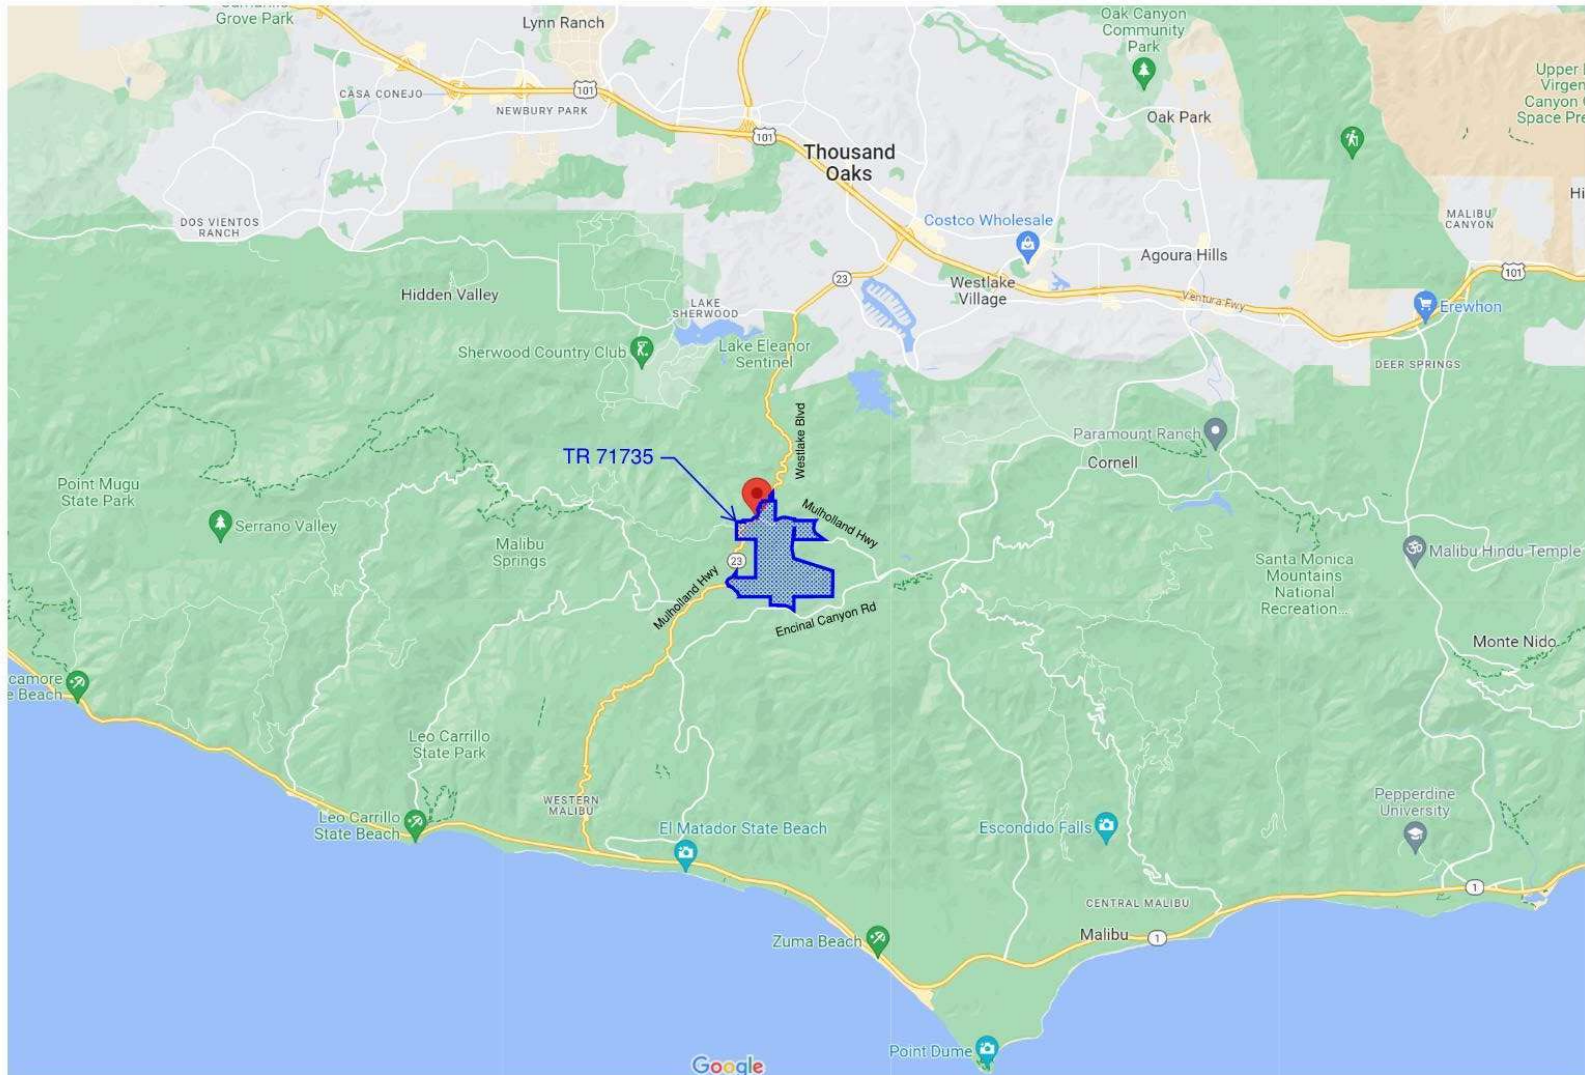 Grove Park
Lynn Ranch
Oak Canyon
Community
Park
Upper
Virgen
Canyon
Space Pre
CASA CONEJO
101
NEWBURY PARK
Oak Park
101
Thousand
Oaks
Hi
DOS VIENTOS
RANCH
Costco Wholesale
MALIBU
CANYON
Agoura Hills
101
23
Westlake
Village
Hidden Valley
LAKE
SHERWOOD
Ventura Fwy
Erewhon
Sherwood Country Club
Lake Eleanor
Sentinel
DEER SPRINGS
Westlake Blvd
Paramount Ranch
Cornell
TR 71735
Point Mugu
State Park
Serrano Valley
Mulholland Hwy
Malibu
Springs
23
Malibu Hindu Temple
Santa Monica
Mountains
National
Recreation...
Mulholland Hwy
Encinal Canyon Rd
Monte Nido
camore
e Beach
Leo Carrillo
State Park
WESTERN
MALIBU
Pepperdine
University
Leo Carrillo
State Beach
El Matador State Beach
Escondido Falls
1
CENTRAL MALIBU
Zuma Beach
Malibu
1
Point Dume
Google